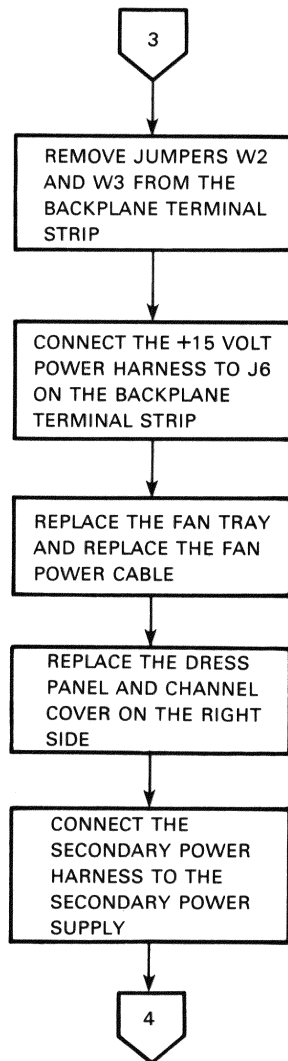 3
REMOVE JUMPERS W2
AND W3 FROM THE
BACKPLANE TERMINAL
STRIP
CONNECT THE +15 VOLT
POWER HARNESS TO J6
ON THE BACKPLANE
TERMINAL STRIP
REPLACE THE FAN TRAY
AND REPLACE THE FAN
POWER CABLE
REPLACE THE DRESS
PANEL AND CHANNEL
COVER ON THE RIGHT
SIDE
CONNECT THE
SECONDARY POWER
HARNESS TO THE
SECONDARY POWER
SUPPLY
4